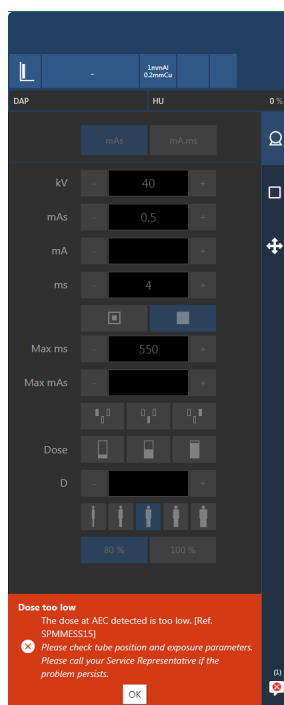 -
1mmAl
0.2mmCu
DAP HU 0 %
mAs mA.ms
kV - 40 +
mAs - 0.5 +
mA - +
ms - 4 +
Max ms - 550 +
Max mAs - +
Dose
D - +
80 % 100 %
Dose too low
The dose at AEC detected is too low. [Ref.
SPMMESS15]
Please check tube position and exposure parameters.
Please call your Service Representative if the
problem persists.
(1)
OK